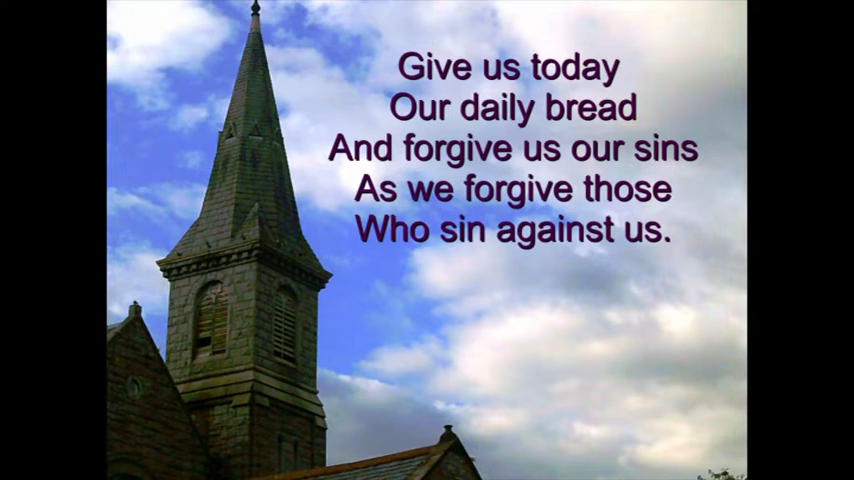 Give us today
Our daily bread
And forgive us our sins
As we forgive those
Who sin against us.